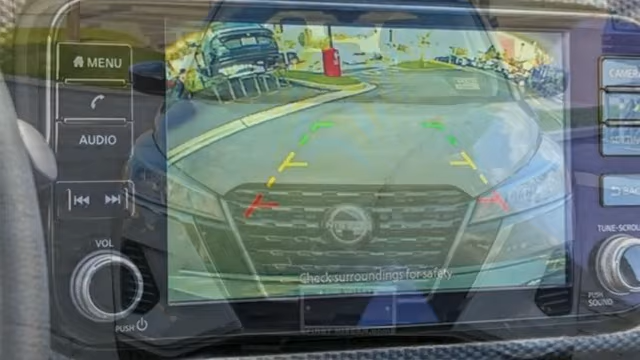 MENU
CAMERA
AUDIO
BACK
VOL
TUNE-SCROLL
Check surroundings for safety
PUSH
PUSH
SOUND